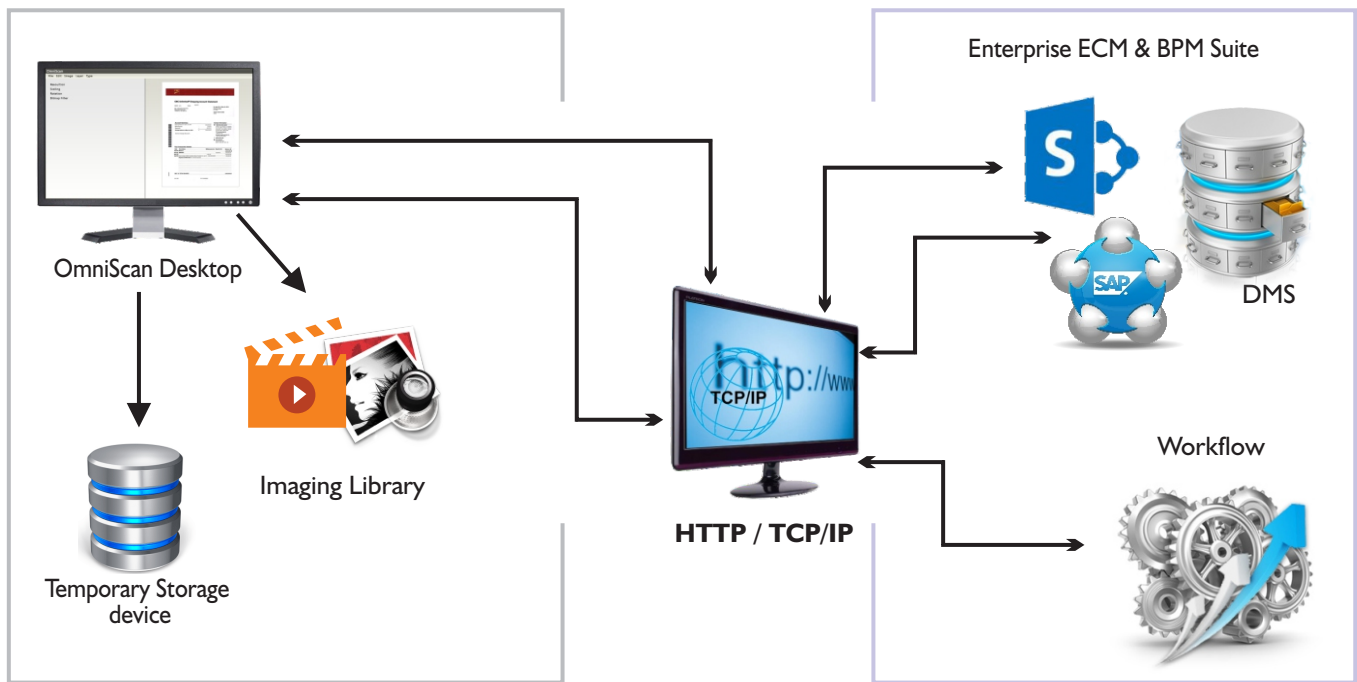 Enterprise ECM & BPM Suite
S
SAP
DMS
OmniScan Desktop
Imaging Library
Temporary Storage
device
http://www
TCP/IP
HTTP / TCP/IP
Workflow